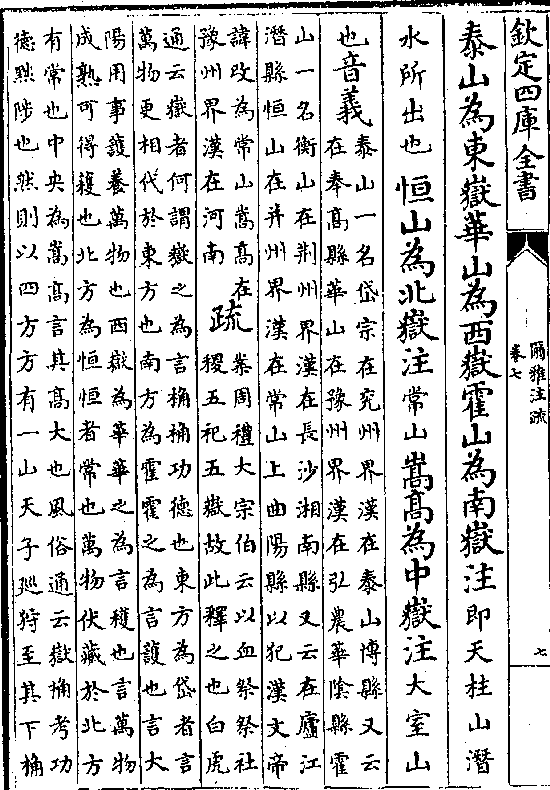 欽定四庫全書
爾雅注疏
卷七
七
泰山為東嶽華山為西嶽霍山為南嶽注即天柱山潛
水所出也恒山為北嶽注常山嵩髙為中嶽注大室山
也音義泰山一名岱宗在兖州界漢在泰山博縣又云
在奉髙縣華山在豫州界漢在弘農華陰縣霍
山一名衡山在荆州界漢在長沙湘南縣又云在廬江
潛縣恒山在并州界漢在常山上曲陽縣以犯漢文帝
諱改為常山嵩髙在
豫州界漢在河南
疏案周禮大宗伯云以血祭祭社
稷五祀五嶽故此釋之也白虎
通云嶽者何謂嶽之為言桷桷功德也東方為岱者言
萬物更相代於東方也南方為霍霍之為言護也言大
陽用事護養萬物也西嶽為華華之為言穫也言萬物
成熟可得穫也北方為恒恒者常也萬物伏藏於北方
有常也中央為嵩髙言其髙大也風俗通云嶽桷考功
徳黜陟也然則以四方方有一山天子廵狩至其下桷